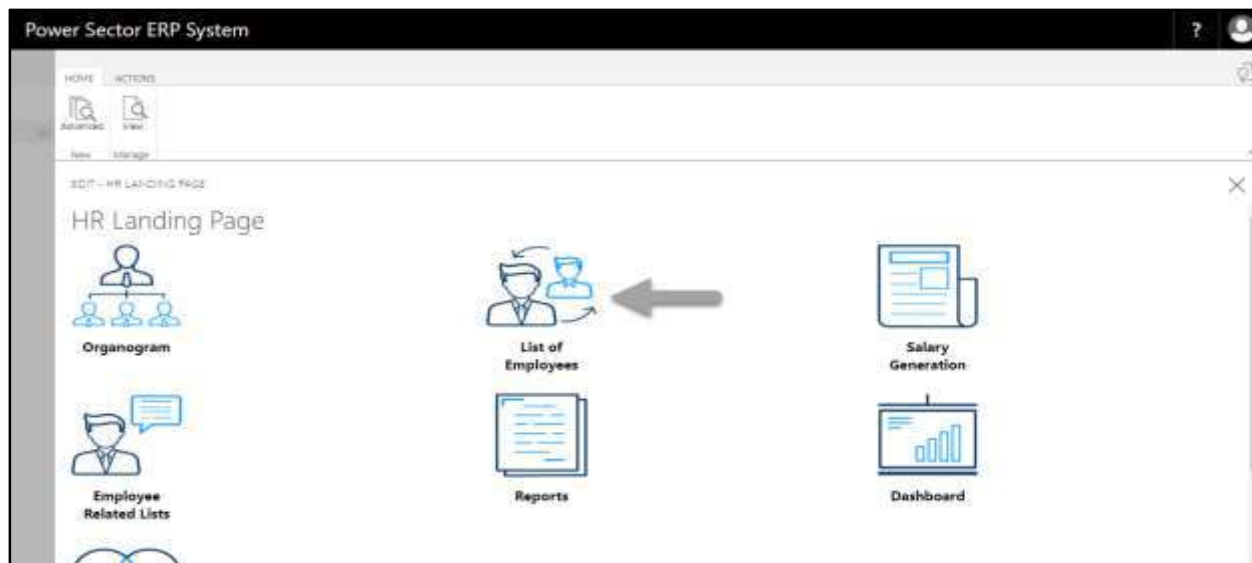 Power Sector ERP System ?
HOME ACTIONS
Advanced View
New Manage
EDIT - HR LANDING PAGE
HR Landing Page
Organogram
List of
Employees
Salary
Generation
Employee
Related Lists
Reports
Dashboard